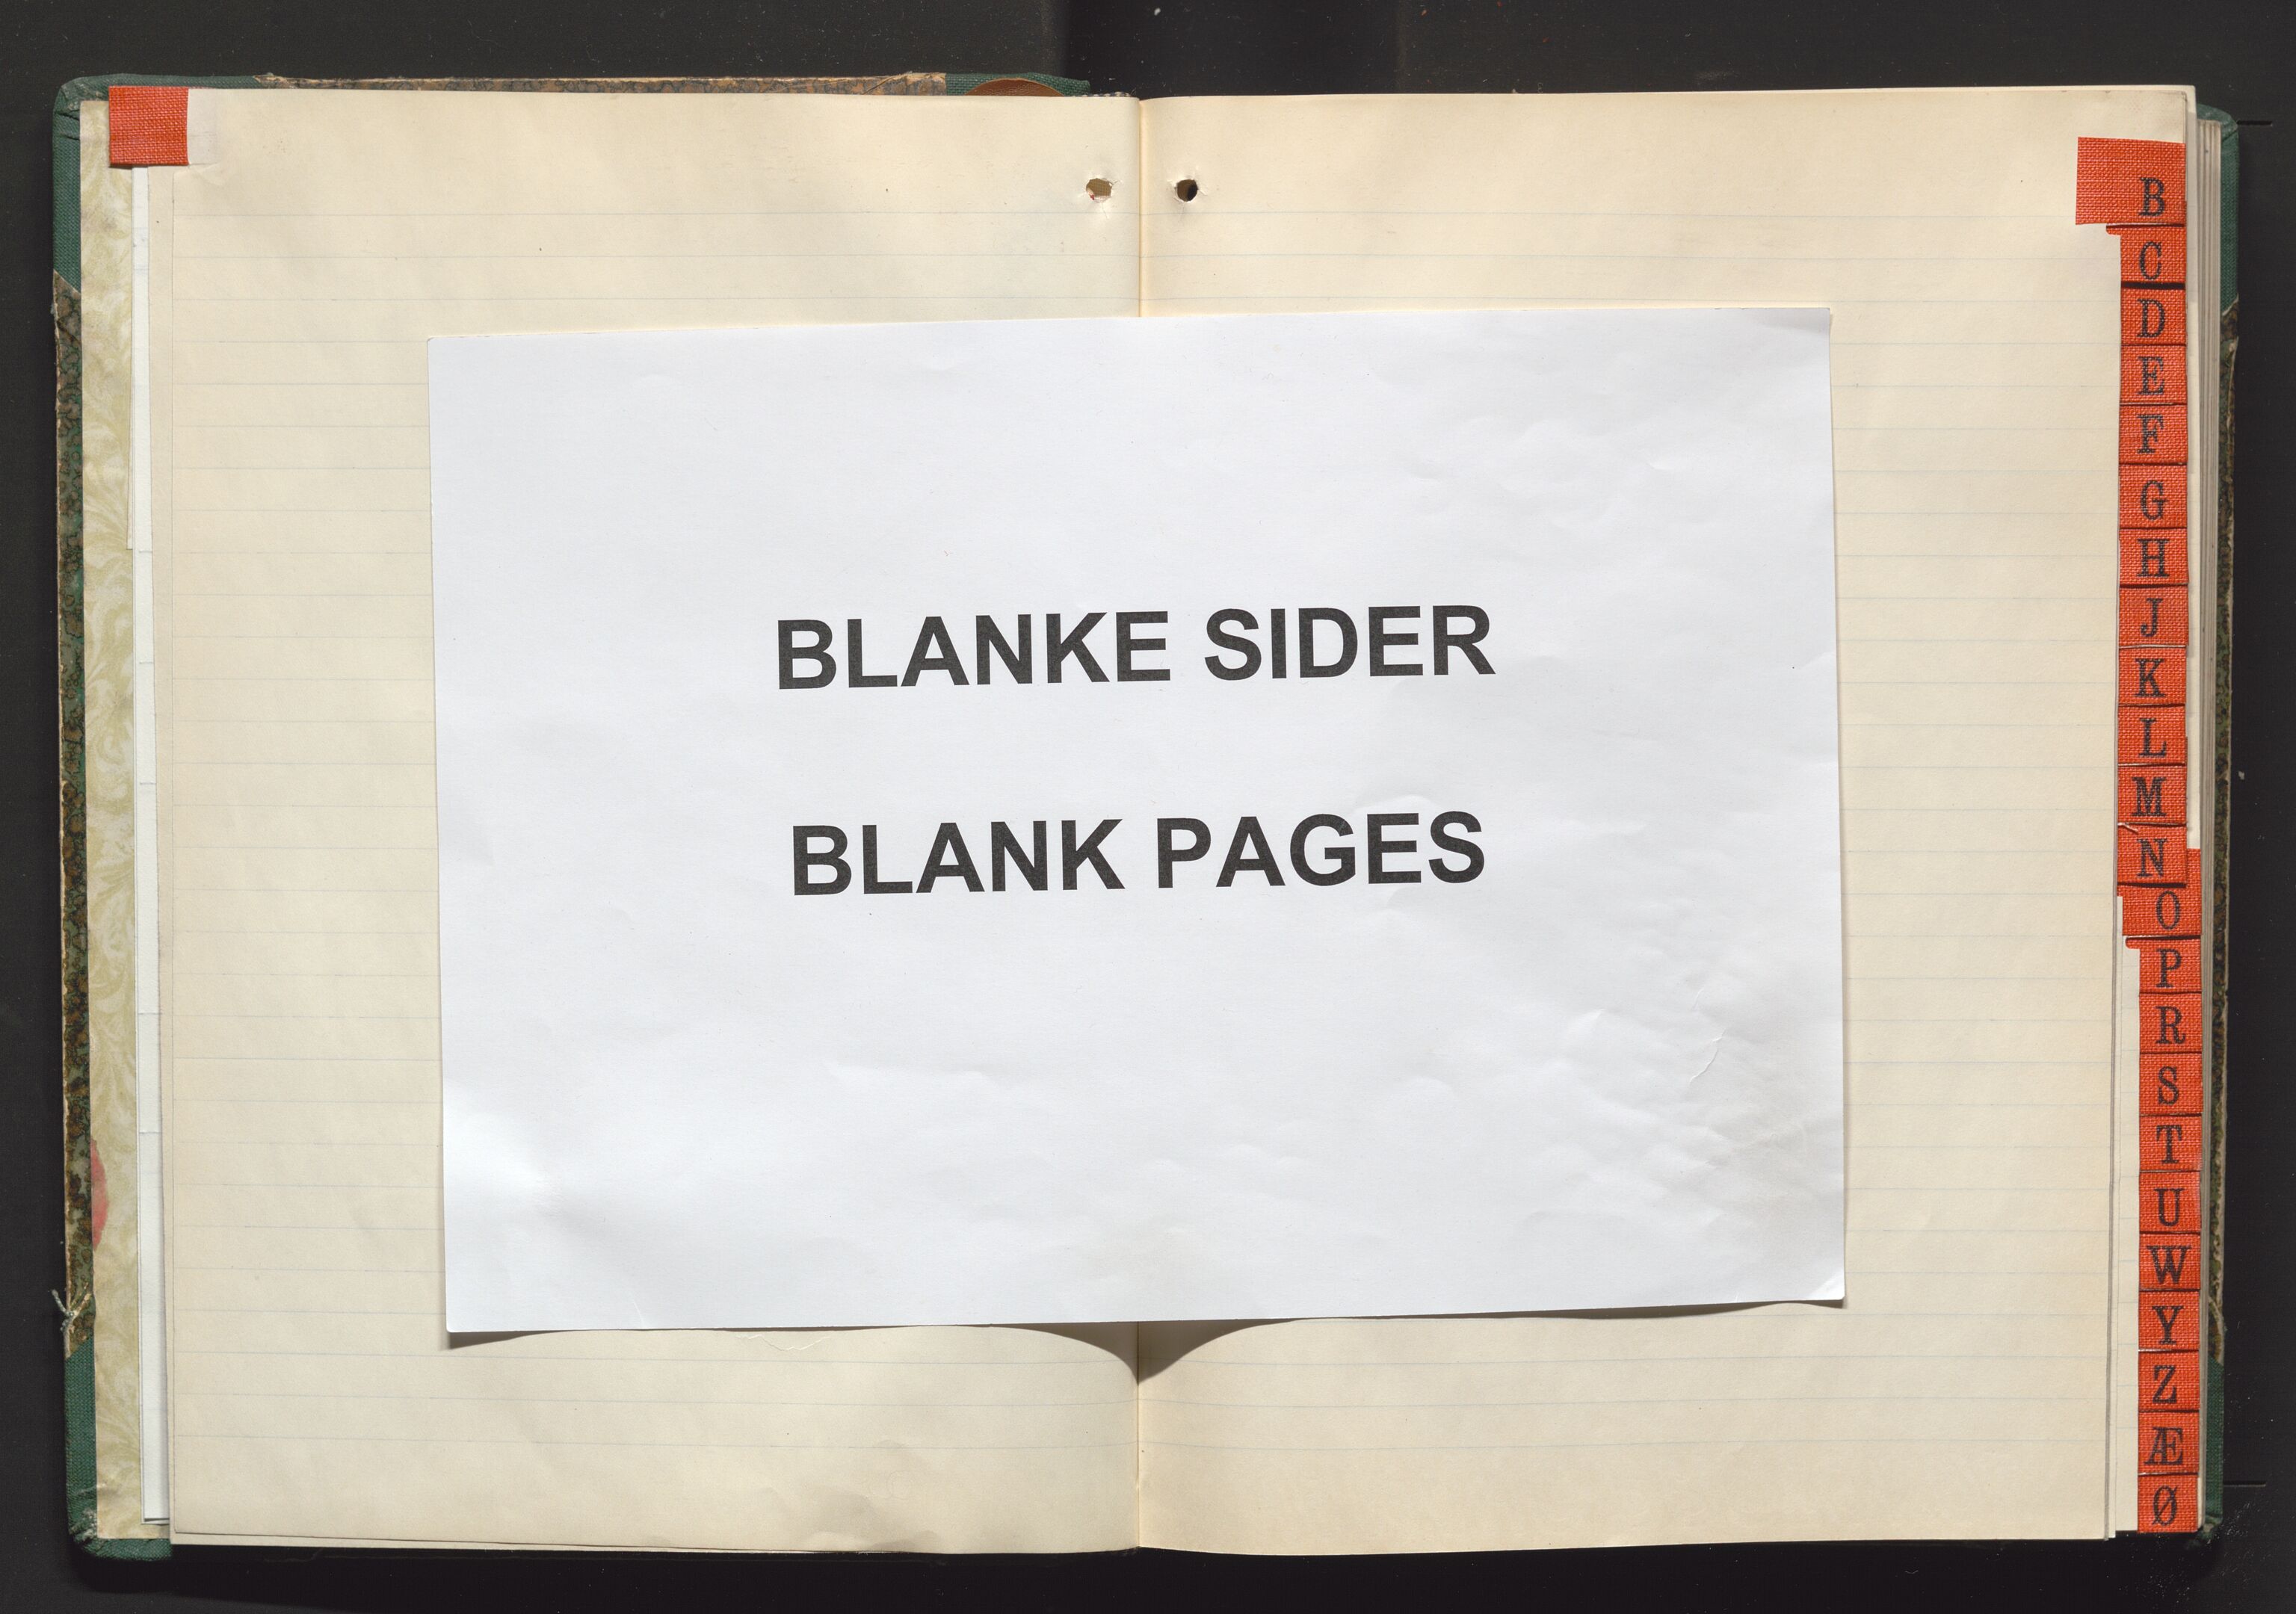 BLANKE SIDER
BLANK PAGES
B
C
D
E
F
G
H
J
K
L
M
N
O
P
R
S
T
U
W
Y
Z
Æ
Ø